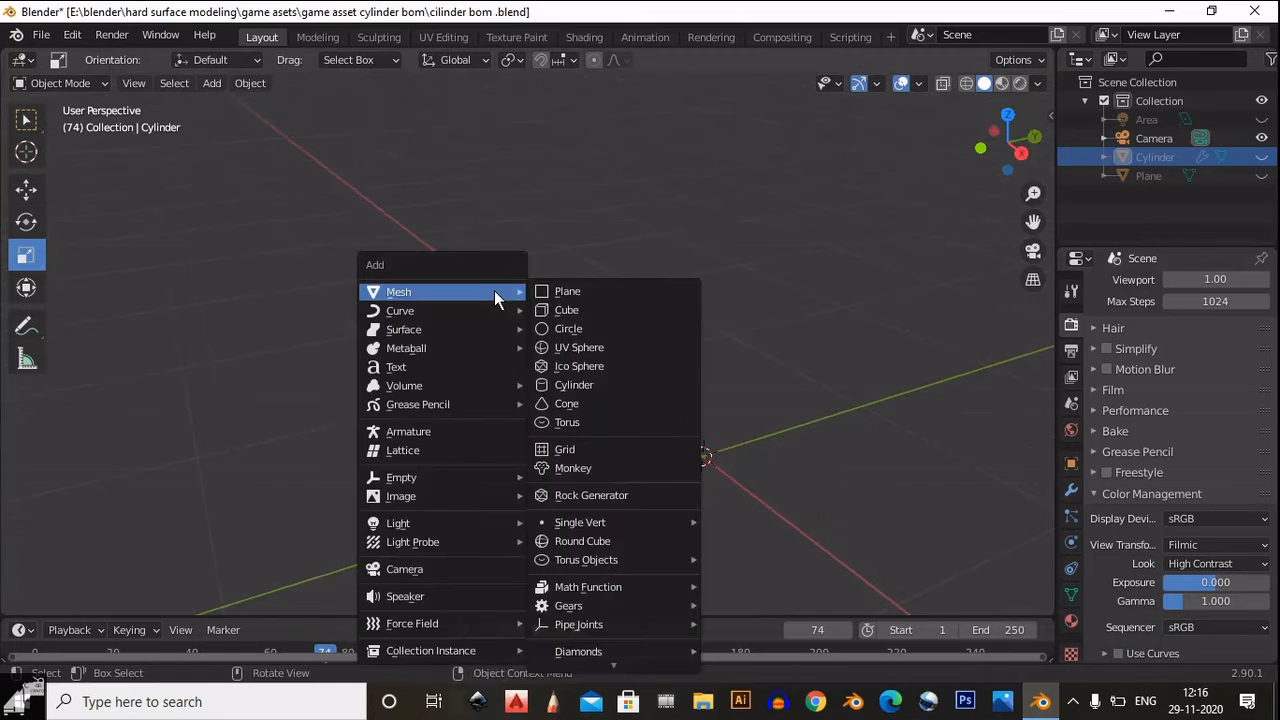 Blender* [E:\blender\hard surface modeling\game asets\game asset cylinder bom\cilinder bom .blend]
File Edit Render Window Help Layout Modeling Sculpting UV Editing Texture Paint Shading Animation Rendering Compositing Scripting Scene View Layer
Orientation: Default Drag: Select Box Global Options
Object Mode View Select Add Object
User Perspective
(74) Collection | Cylinder
Scene Collection
Collection
Area
Camera
Cylinder
Plane
Scene
Viewport 1.00
Max Steps 1024
Hair
Simplify
Motion Blur
Film
Performance
Bake
Grease Pencil
Freestyle
Color Management
Display Devi... sRGB
View Transfo... Filmic
Look High Contrast
Exposure 0.000
Gamma 1.000
Sequencer sRGB
Use Curves
Add
Mesh
Curve
Surface
Metaball
Text
Volume
Grease Pencil
Armature
Lattice
Empty
Image
Light
Light Probe
Camera
Speaker
Force Field
Collection Instance
Plane
Cube
Circle
UV Sphere
Ico Sphere
Cylinder
Cone
Torus
Grid
Monkey
Rock Generator
Single Vert
Round Cube
Torus Objects
Math Function
Gears
Pipe Joints
Diamonds
X
Y
Z
Playback Keying View Marker 74 Start 1 End 250
74 180 200 220 240
Select Box Select Rotate View Object Context Menu 2.90.1
Type here to search
ENG
12:16
29-11-2020